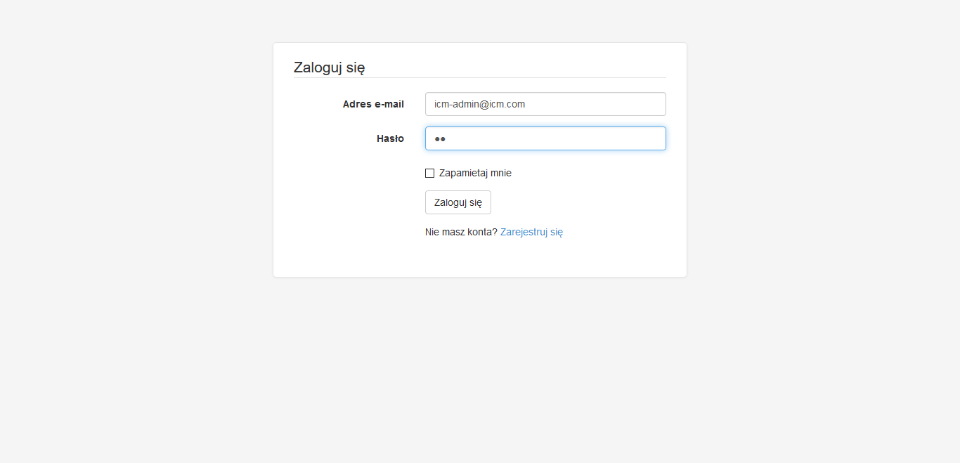 Zaloguj się
Adres e-mail
icm-admin@icm.com
Hasło
●●
Zapamietaj mnie
Zaloguj się
Nie masz konta? Zarejestruj się